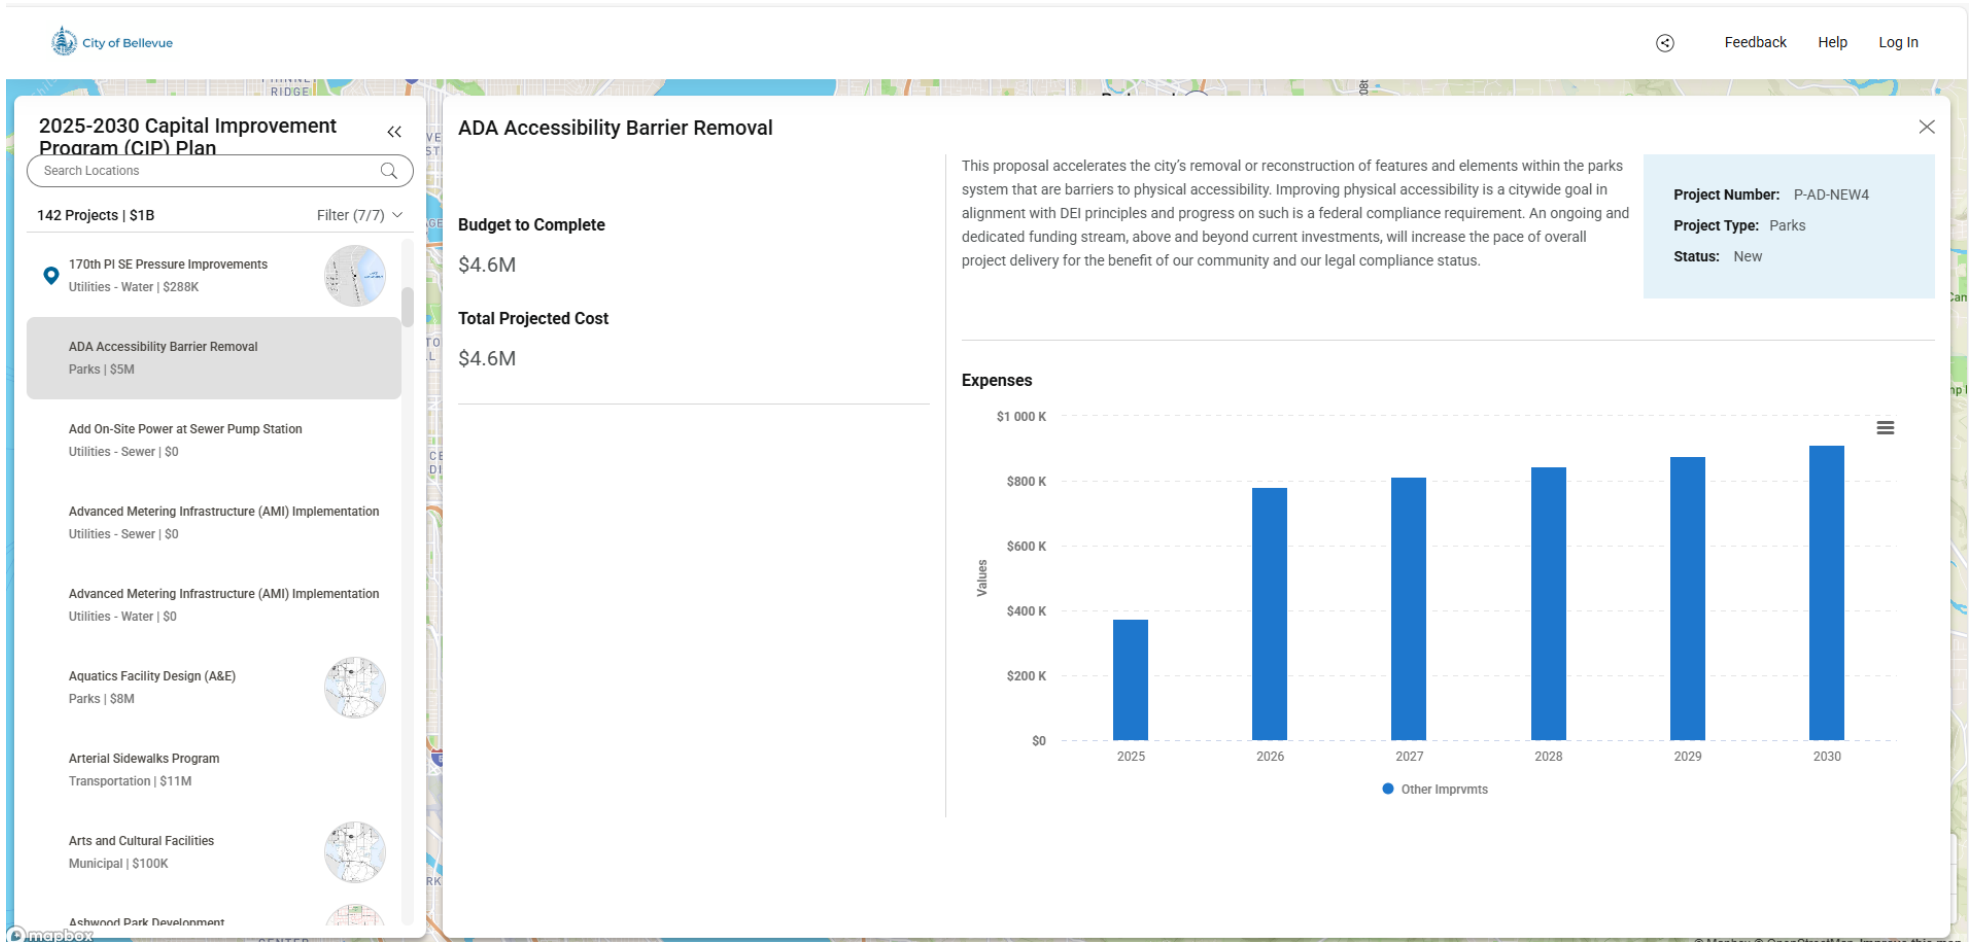 City of Bellevue
Feedback
Help
Log In
RIDGE
2025-2030 Capital Improvement
Program (CIP) Plan
Search Locations
142 Projects | $1B
Filter (7/7)
170th Pl SE Pressure Improvements
Utilities - Water | $288K
ADA Accessibility Barrier Removal
Parks | $5M
Add On-Site Power at Sewer Pump Station
Utilities - Sewer | $0
Advanced Metering Infrastructure (AMI) Implementation
Utilities - Sewer | $0
Advanced Metering Infrastructure (AMI) Implementation
Utilities - Water | $0
Aquatics Facility Design (A&E)
Parks | $8M
Arterial Sidewalks Program
Transportation | $11M
Arts and Cultural Facilities
Municipal | $100K
Ashwood Park Development
mapbox
ADA Accessibility Barrier Removal
Budget to Complete
$4.6M
Total Projected Cost
$4.6M
This proposal accelerates the city's removal or reconstruction of features and elements within the parks
system that are barriers to physical accessibility. Improving physical accessibility is a citywide goal in
alignment with DEI principles and progress on such is a federal compliance requirement. An ongoing and
dedicated funding stream, above and beyond current investments, will increase the pace of overall
project delivery for the benefit of our community and our legal compliance status.
Project Number: P-AD-NEW4
Project Type: Parks
Status: New
Expenses
$1 000 K
$800 K
$600 K
$400 K
$200 K
$0
Values
2025
2026
2027
2028
2029
2030
Other Imprvmts